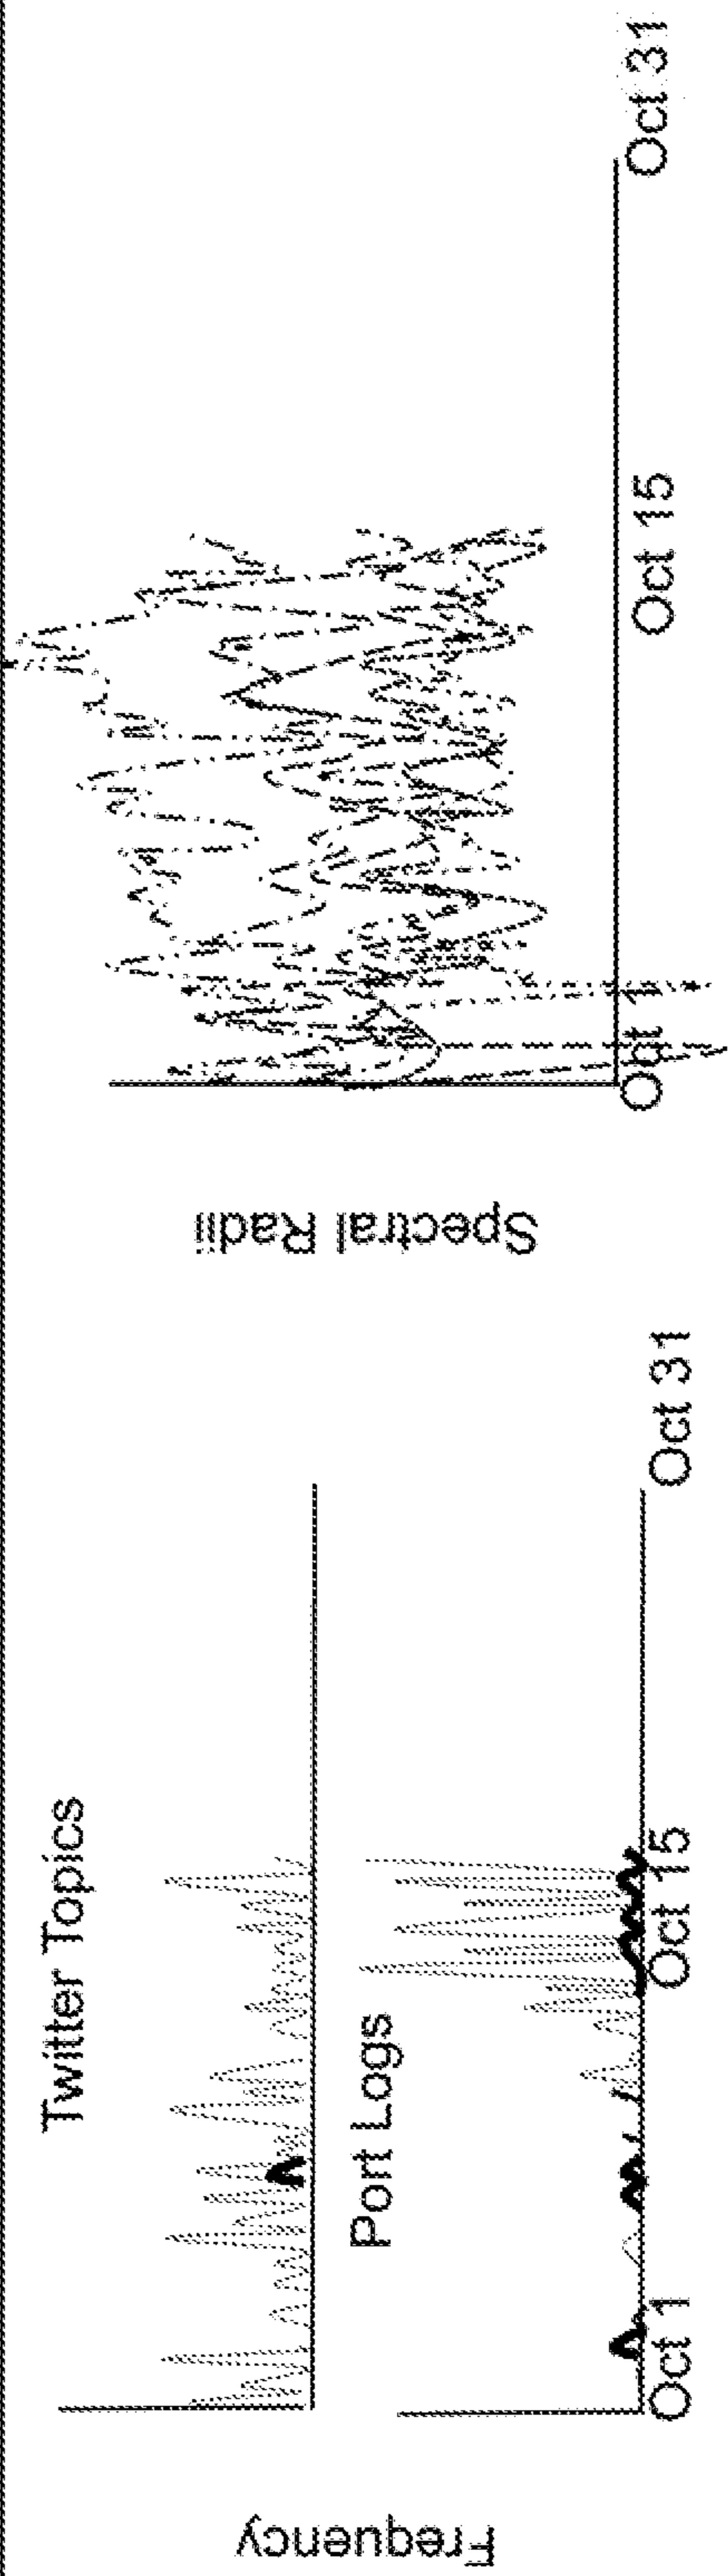 Frequency
Twitter Topics
Port Logs
Oct 1
Oct 15
Oct 31
Spectral Radii
Oct 1
Oct 15
Oct 31